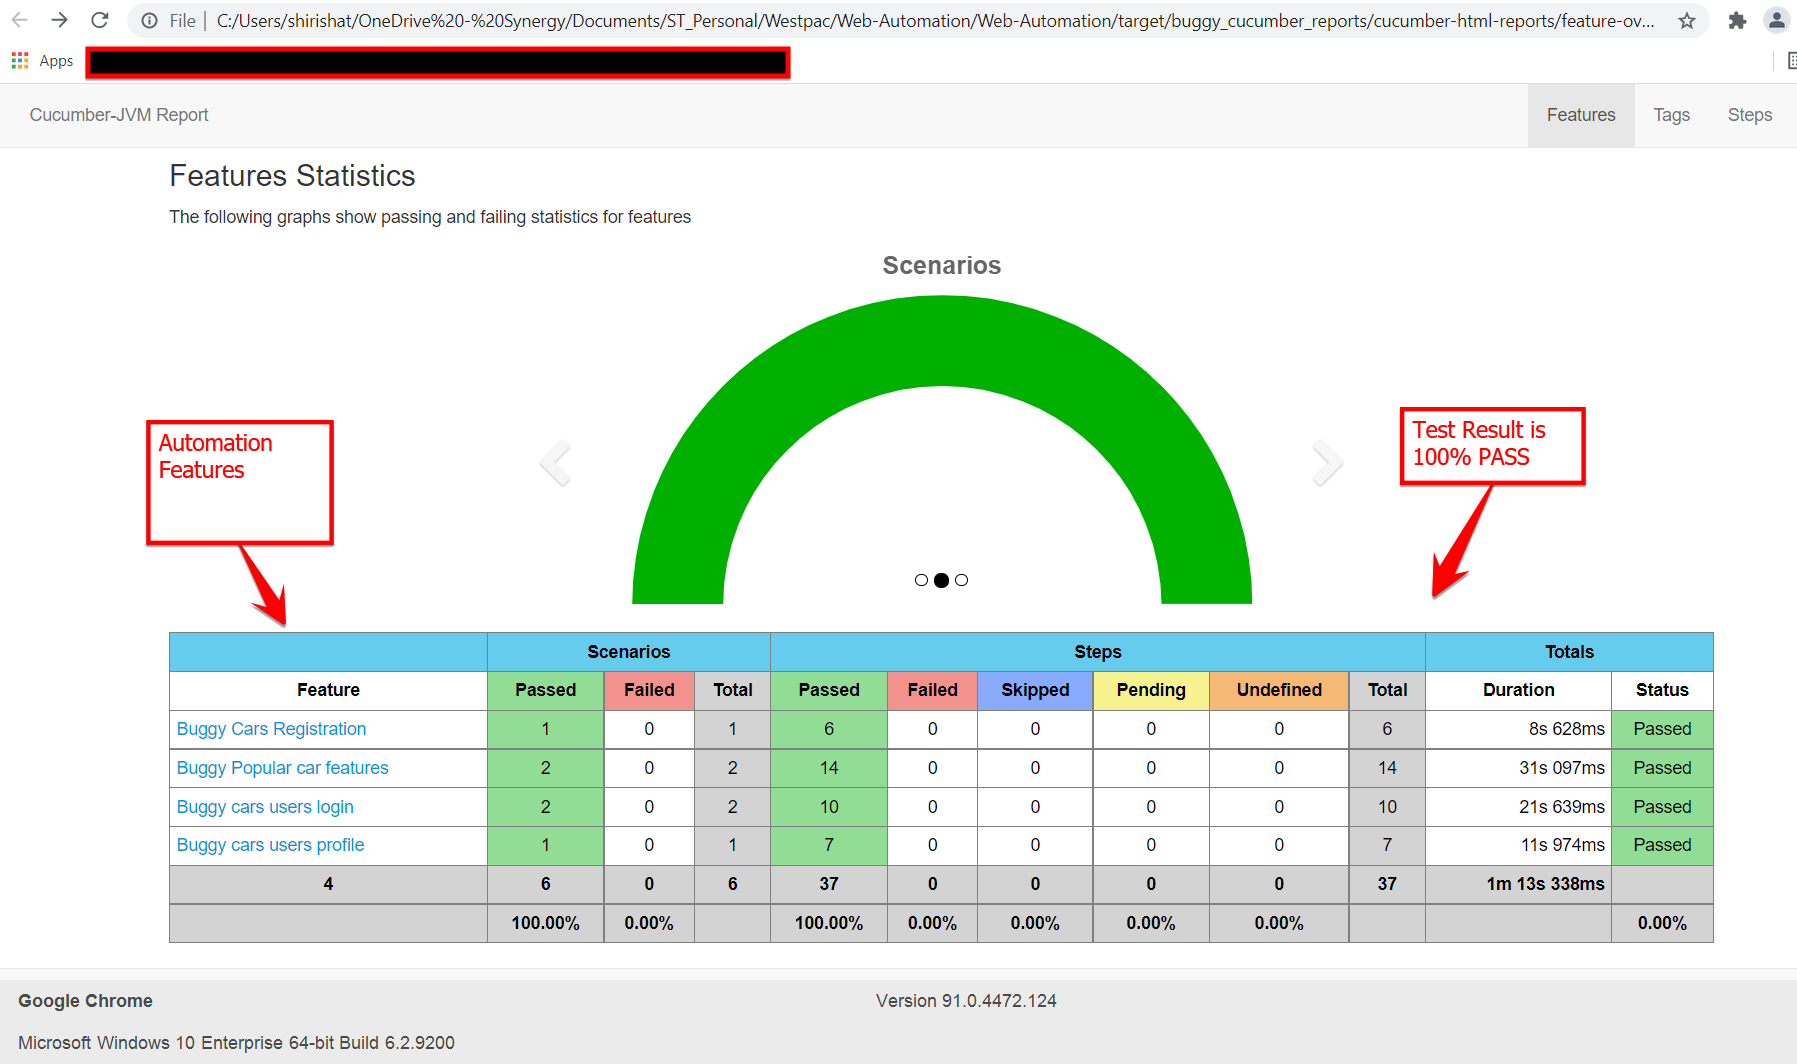 File | C:/Users/shirishat/OneDrive%20-%20Synergy/Documents/ST_Personal/Westpac/Web-Automation/Web-Automation/target/buggy_cucumber_reports/cucumber-html-reports/feature-ov...
Apps
Cucumber-JVM Report Features Tags Steps
Features Statistics
The following graphs show passing and failing statistics for features
Scenarios
Automation
Features
Test Result is
100% PASS
Scenarios Steps Totals
Feature Passed Failed Total Passed Failed Skipped Pending Undefined Total Duration Status
Buggy Cars Registration 1 0 1 6 0 0 0 0 6 8s 628ms Passed
Buggy Popular car features 2 0 2 14 0 0 0 0 14 31s 097ms Passed
Buggy cars users login 2 0 2 10 0 0 0 0 10 21s 639ms Passed
Buggy cars users profile 1 0 1 7 0 0 0 0 7 11s 974ms Passed
4 6 0 6 37 0 0 0 0 37 1m 13s 338ms
100.00% 0.00% 100.00% 0.00% 0.00% 0.00% 0.00% 0.00%
Google Chrome Version 91.0.4472.124
Microsoft Windows 10 Enterprise 64-bit Build 6.2.9200